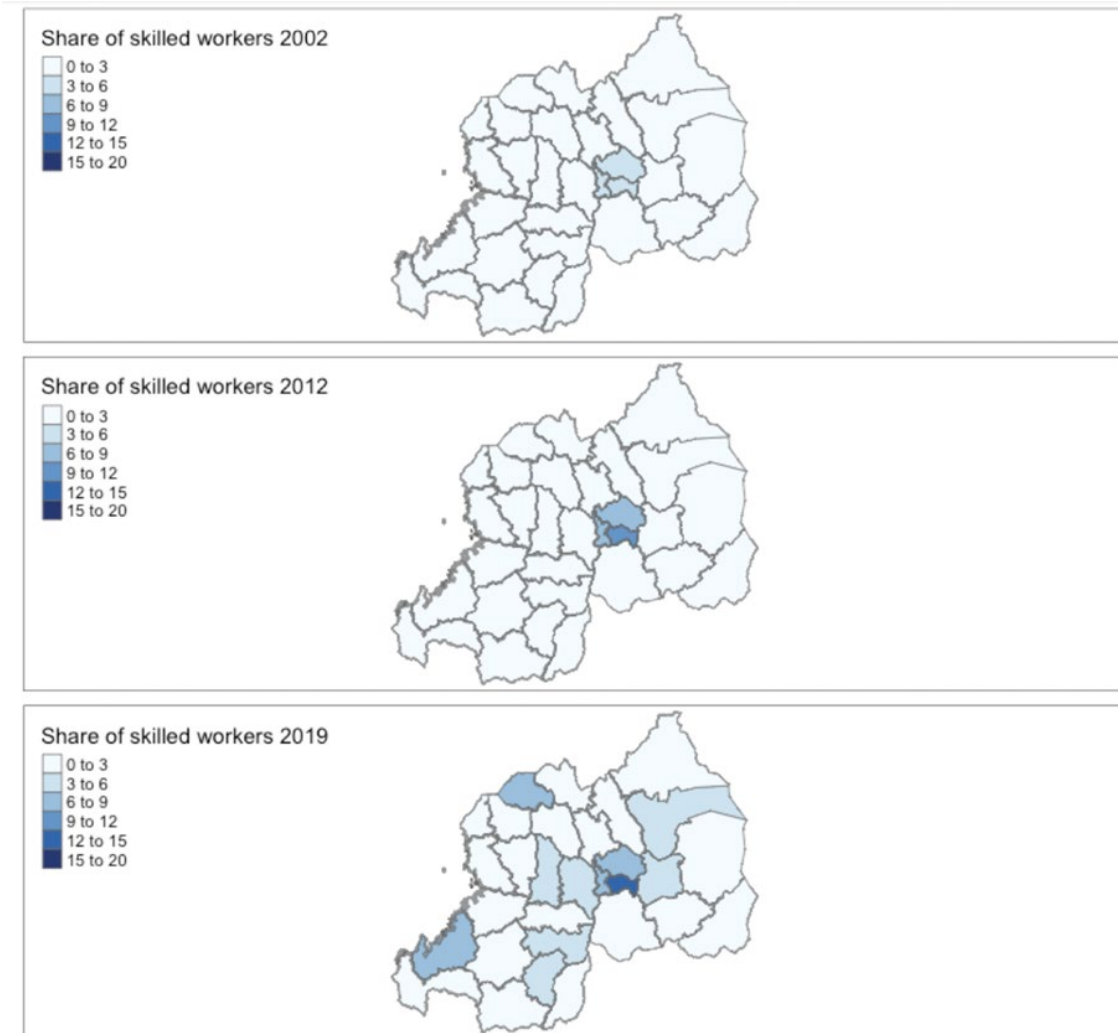 Share of skilled workers 2002
0 to 3
3 to 6
6 to 9
9 to 12
12 to 15
15 to 20
Share of skilled workers 2012
0 to 3
3 to 6
6 to 9
9 to 12
12 to 15
15 to 20
Share of skilled workers 2019
0 to 3
3 to 6
6 to 9
9 to 12
12 to 15
15 to 20